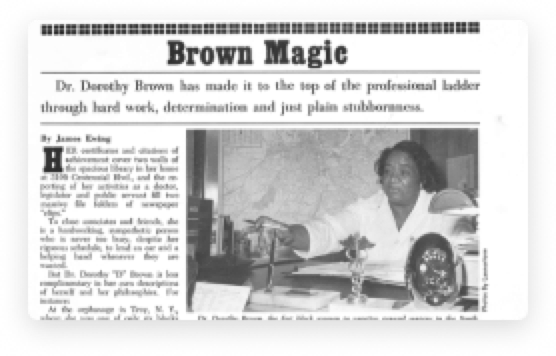 Brown Magic
Dr. Dorothy Brown has made it to the top of the professional ladder
through hard work, determination and just plain stubbornness.
By James Ewing
HER certificates and citations of
achievement cover two walls of
the spacious library in her home
at Centennial Blvd., and the re-
porting of her activities as a doctor,
legislator and public servant fill two
massive file folders of newspaper
"clips."
To close associates and friends, she
is a hardworking, sympathetic person
who is never too busy, despite her
rigorous schedule, to lend an ear and a
helping hand whenever they are
wanted.
But Dr. Dorothy "D" Brown is less
complimentary in her own descriptions
of herself and her philosophies. For
instance:
At the orphanage in Troy, N. Y.,
where she was one of only six blacks
Dr. Dorothy Brown, the first black woman to practice general surgery in the South
Photos By